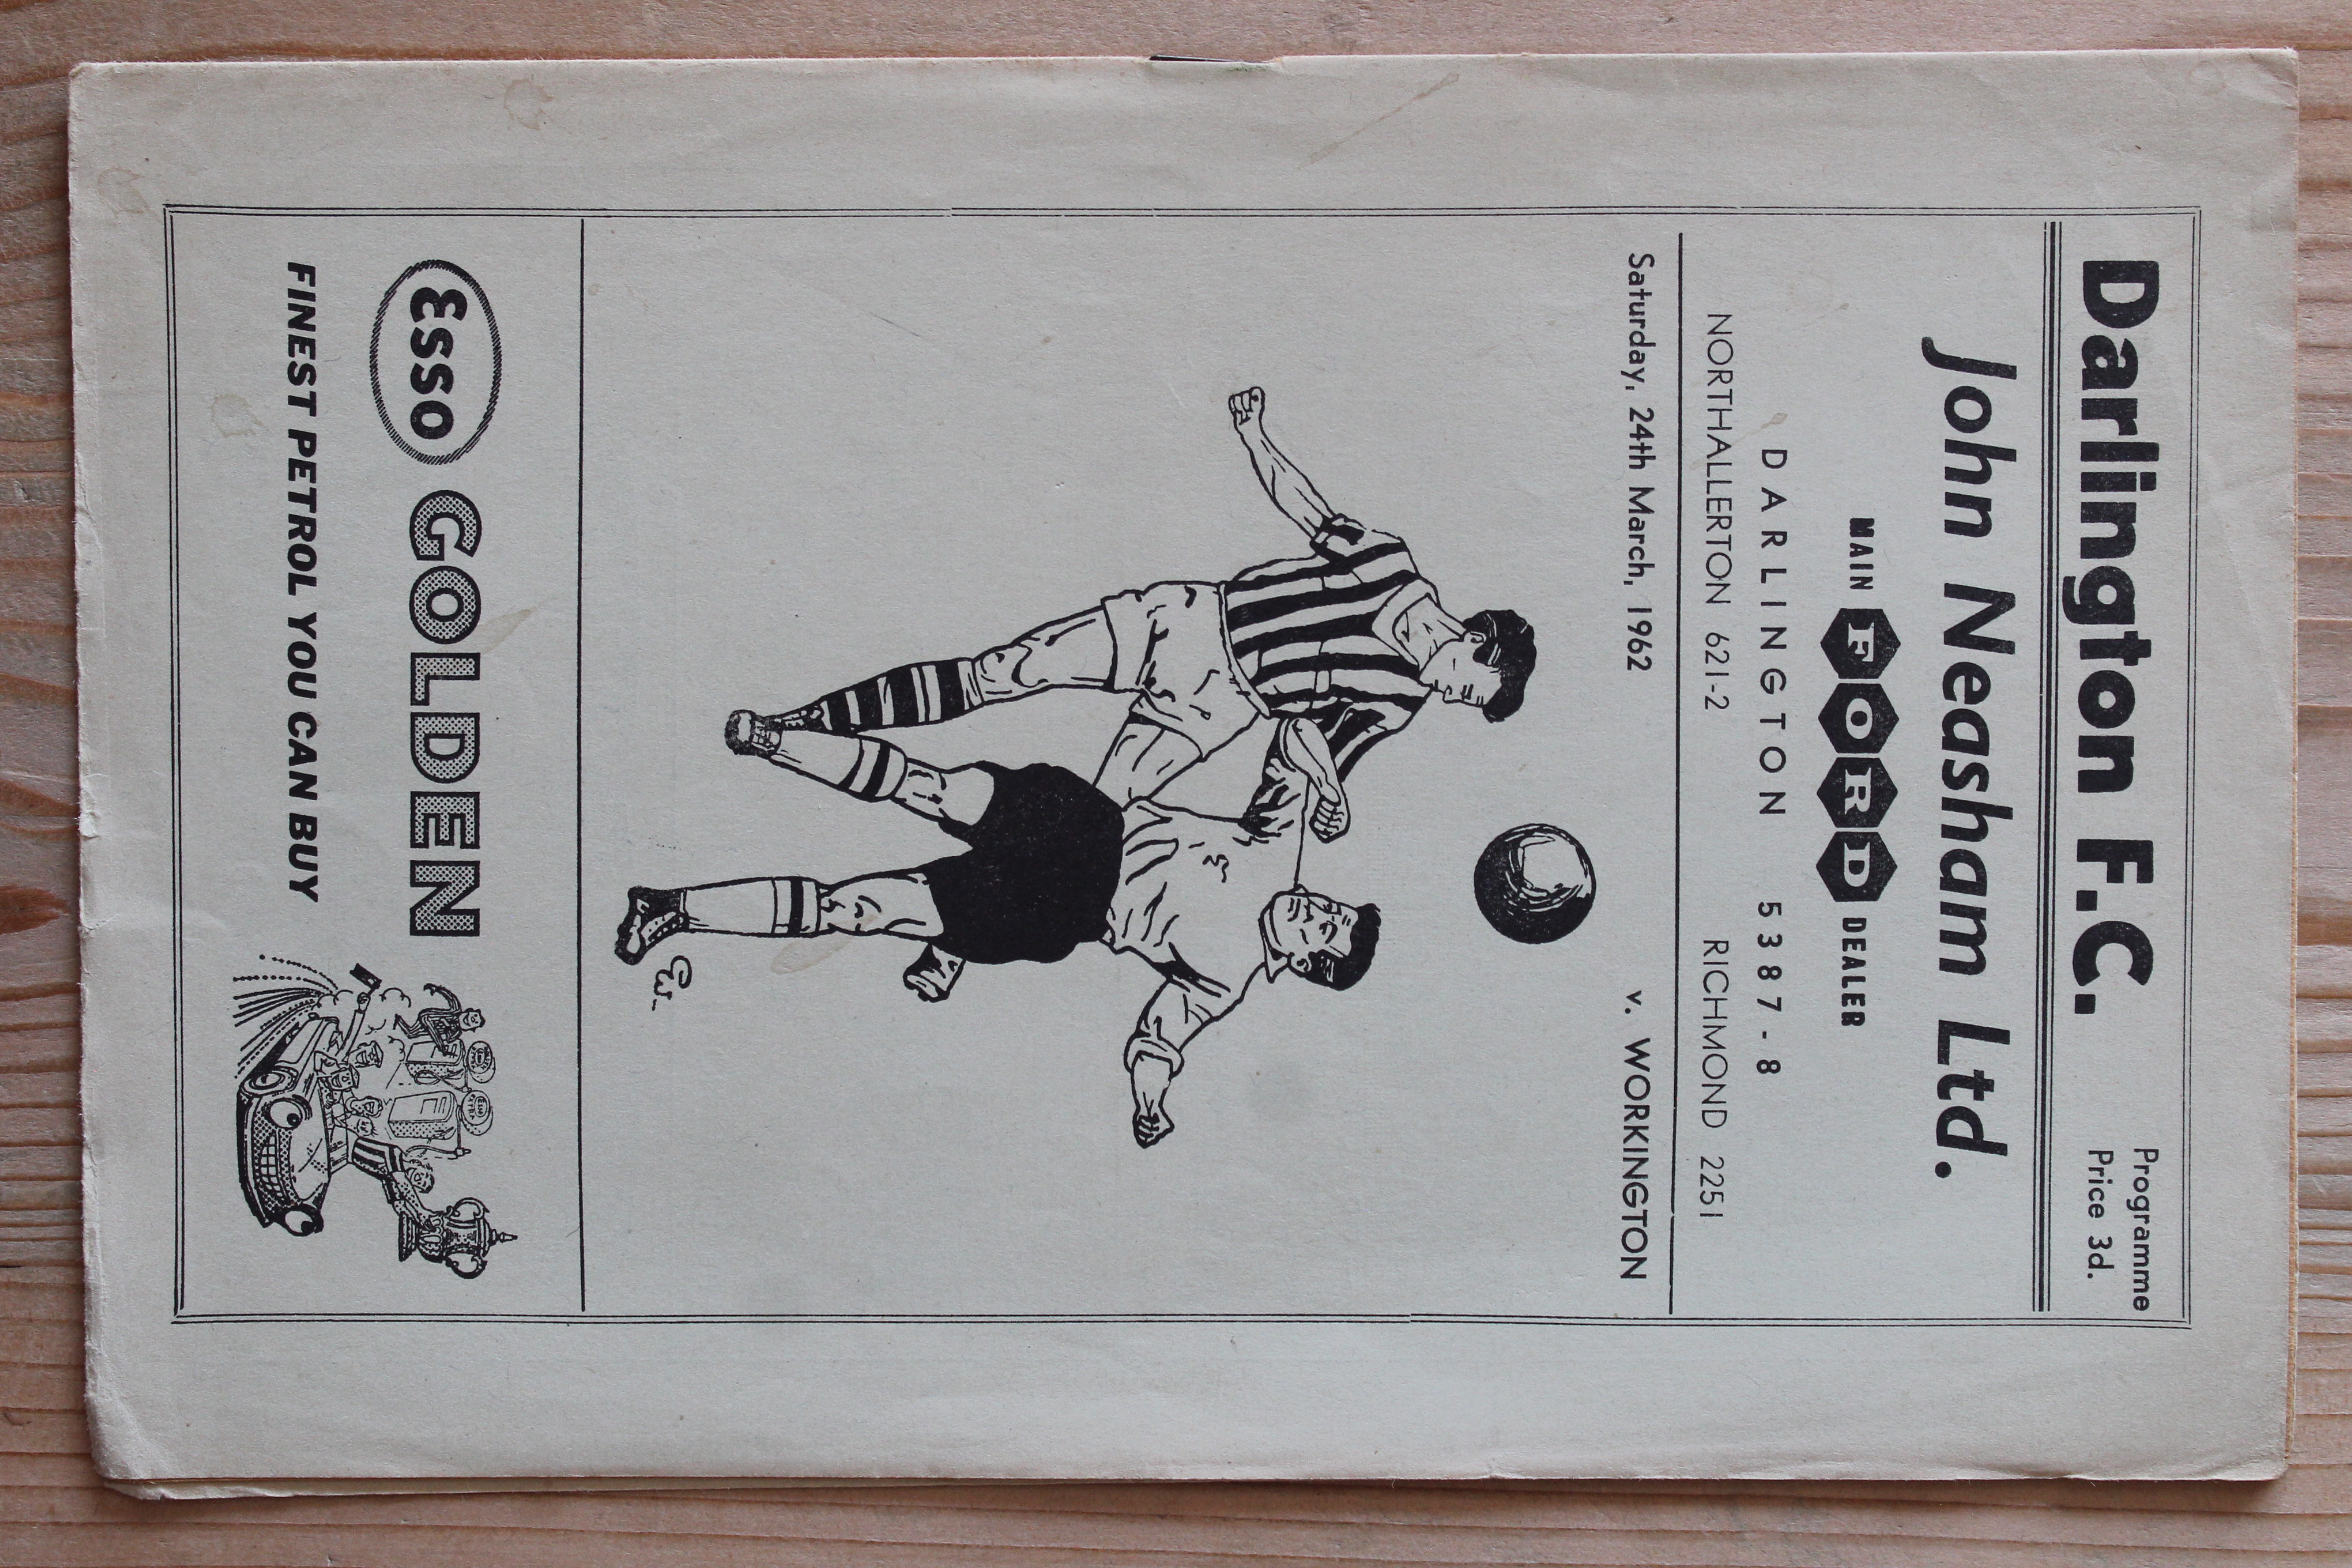 Darlington F.C.
Programme
Price 3d.
John Neasham Ltd.
MAIN FORD DEALER
DARLINGTON 5387-8
NORTHALLERTON 621-2 RICHMOND 2251
Saturday, 24th March, 1962 v. WORKINGTON
Esso GOLDEN
FINEST PETROL YOU CAN BUY